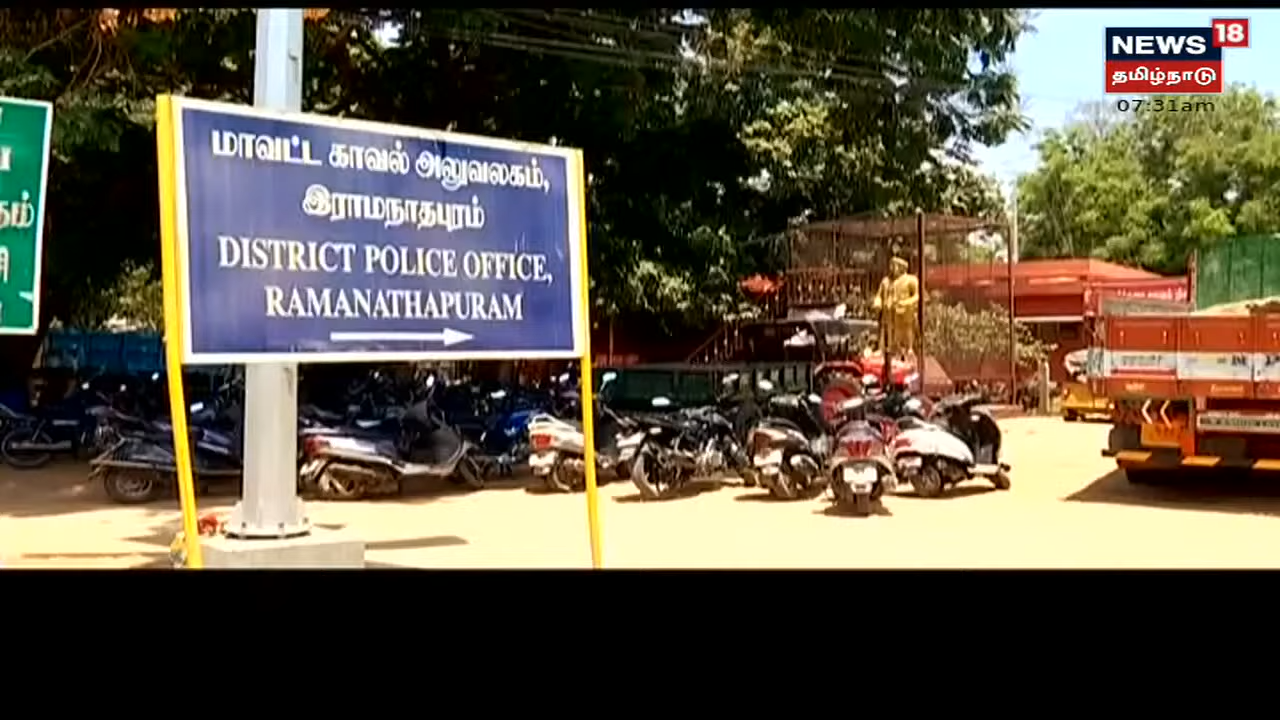 NEWS 18
தமிழ்நாடு
07:31am
மாவட்ட காவல் அலுவலகம்,
இராமநாதபுரம்
DISTRICT POLICE OFFICE,
RAMANATHAPURAM